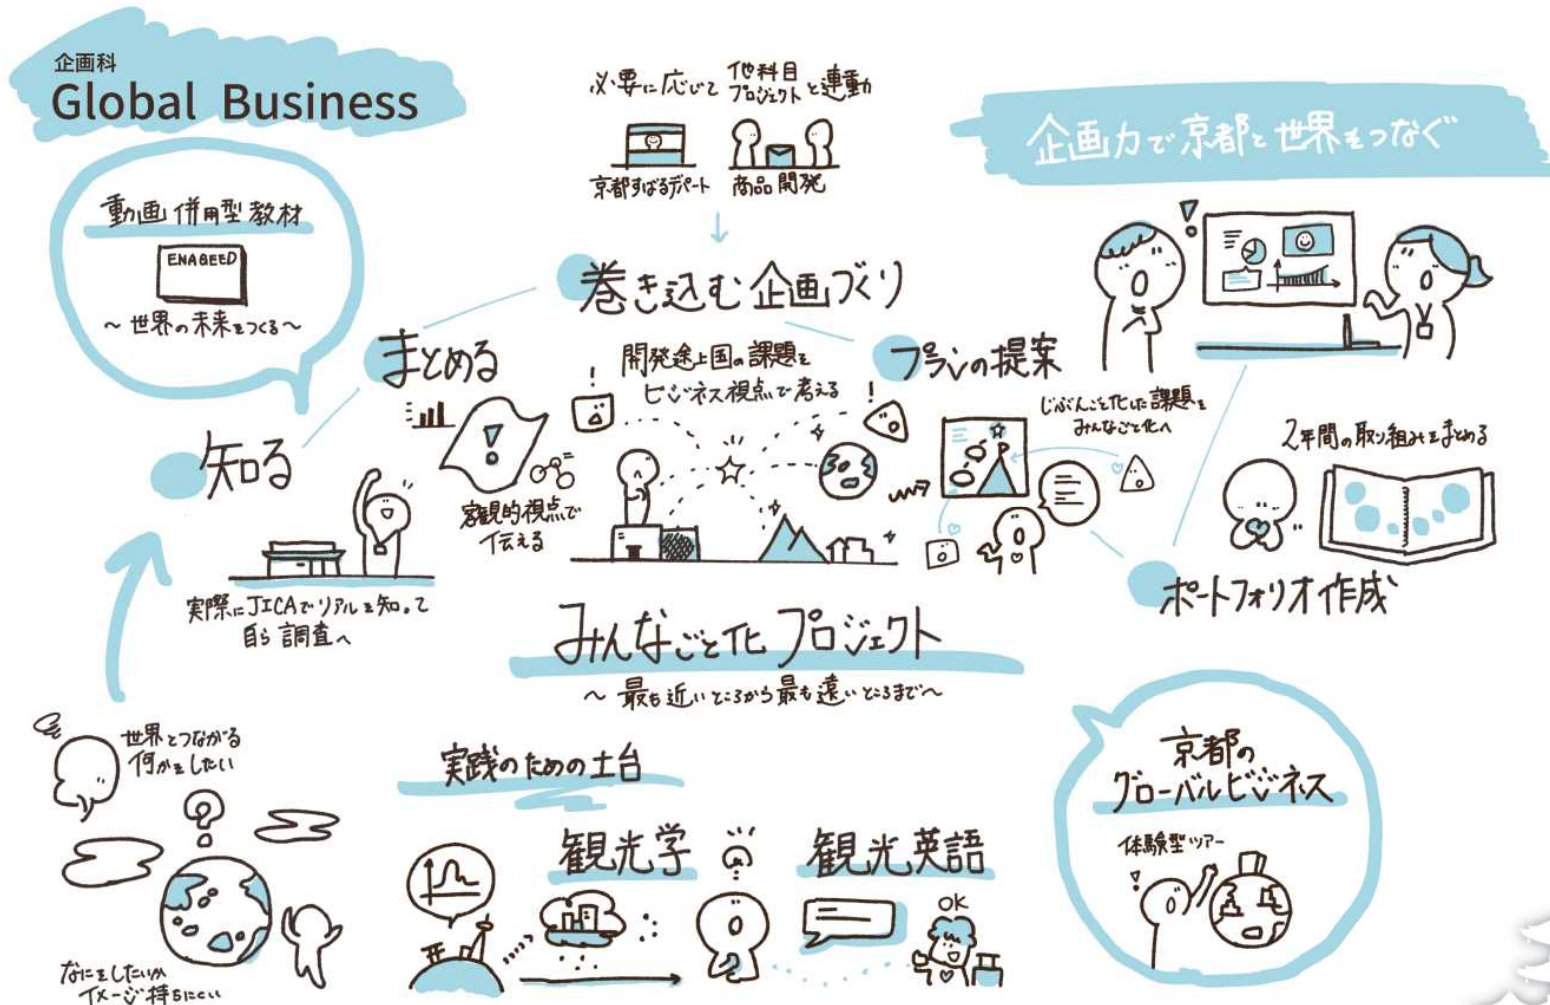 企画科
Global Business
動画併用型教材
ENAGEED
～世界の未来をつくる～
必要に応じて他科目プロジェクトと連動
京都すばるデパート
商品開発
企画力で京都と世界をつなぐ
巻き込む企画づくり
まとめる
開発途上国の課題を
ビジネス視点で考える
プランの提案
じぶんごと化した課題を
みんなごと化へ
2年間の取り組みをまとめる
知る
客観的視点で
伝える
実際にJICAでリアルを知って
自ら調査へ
ポートフォリオ作成
みんなごと化プロジェクト
～最も近いところから最も遠いところまで～
世界とつながる
何かをしたい
なにをしたいか
イメージ持ちにくい
実践のための土台
観光学
観光英語
OK
京都の
グローバルビジネス
体験型ツアー